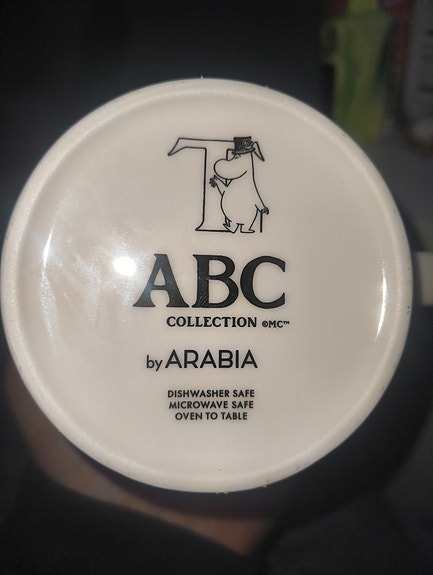 T
ABC
COLLECTION ©MC™
by ARABIA
DISHWASHER SAFE
MICROWAVE SAFE
OVEN TO TABLE